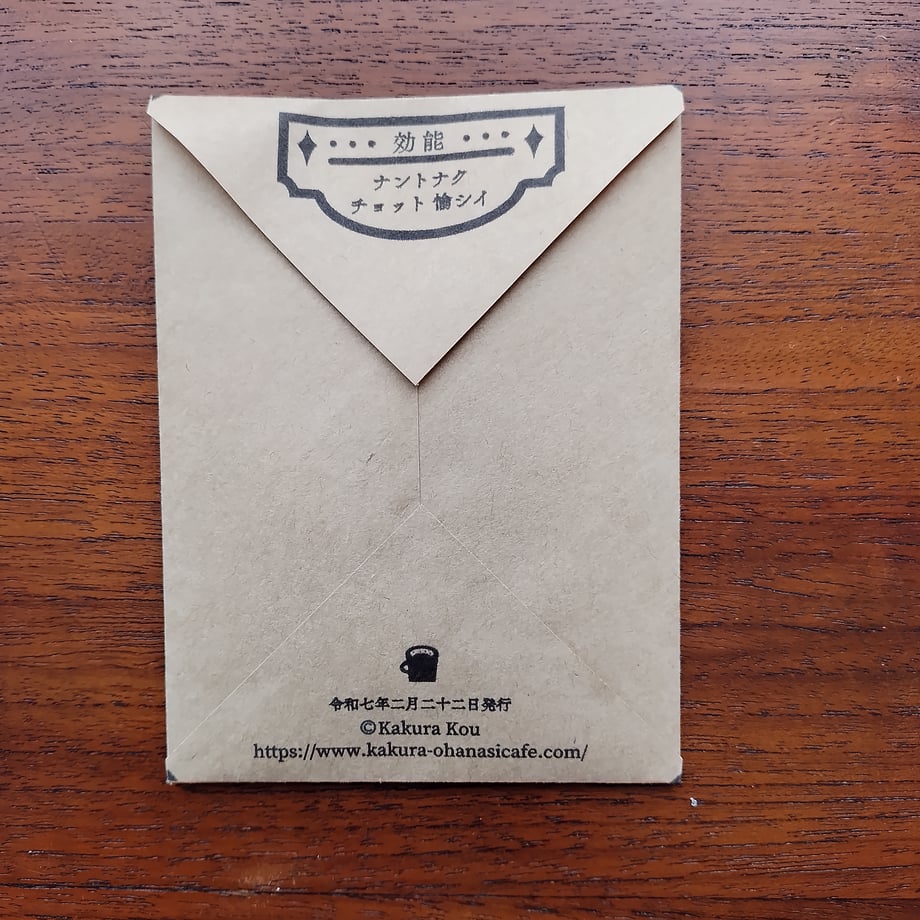 ・・・効能・・・
ナントナク
チョット愉シイ
令和七年二月二十二日発行
©Kakura Kou
https://www.kakura-ohanasicafe.com/